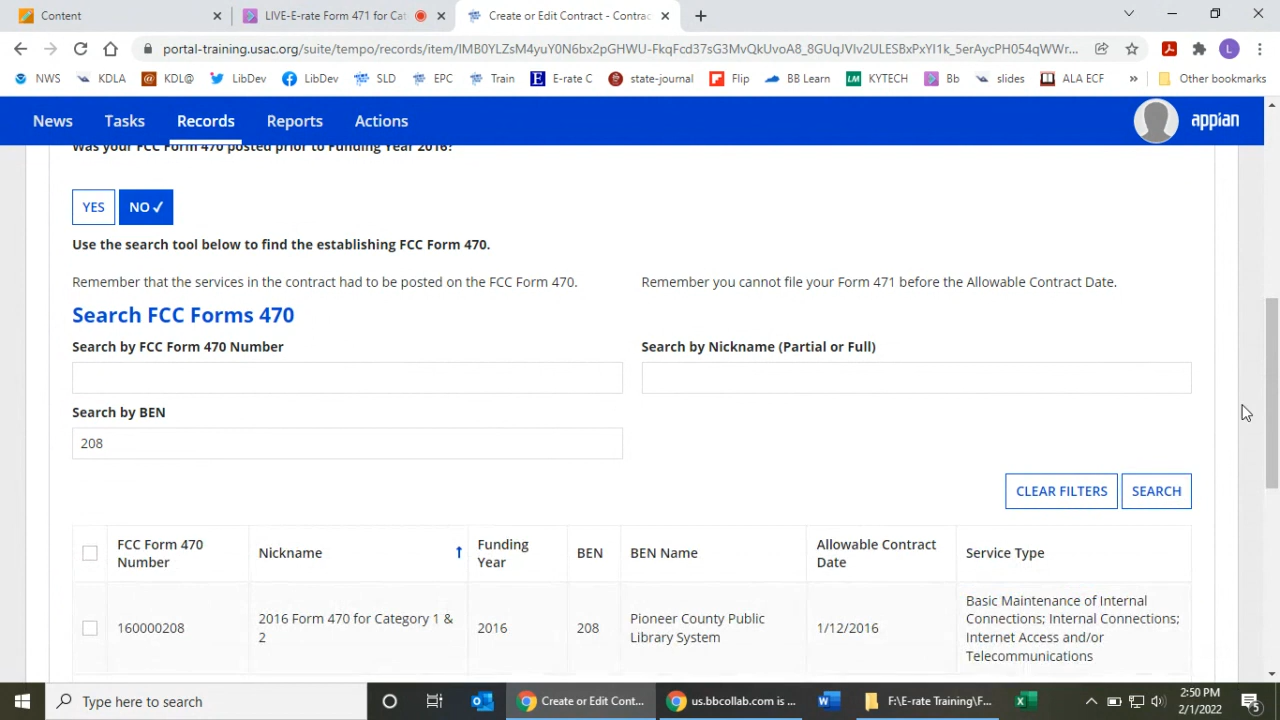 Content
LIVE-E-rate Form 471 for Cat
Create or Edit Contract - Contrac
portal-training.usac.org/suite/tempo/records/item/
NWS
KDLA
KDL@
LibDev
LibDev
SLD
EPC
Train
E-rate C
state-journal
Flip
BB Learn
LM
KYTECH
Bb
slides
ALA ECF
»
Other bookmarks
L
News
Tasks
Records
Reports
Actions
appian
Was your FCC Form 470 posted prior to Funding Year 2016?
YES
NO ✓
Use the search tool below to find the establishing FCC Form 470.
Remember that the services in the contract had to be posted on the FCC Form 470.
Remember you cannot file your Form 471 before the Allowable Contract Date.
Search FCC Forms 470
Search by FCC Form 470 Number
Search by Nickname (Partial or Full)
Search by BEN
208
CLEAR FILTERS
SEARCH
FCC Form 470
Number
Nickname
Funding
Year
BEN
BEN Name
Allowable Contract
Date
Service Type
160000208
2016 Form 470 for Category 1 &
2
2016
208
Pioneer County Public
Library System
1/12/2016
Basic Maintenance of Internal
Connections; Internal Connections;
Internet Access and/or
Telecommunications
Type here to search
Create or Edit Cont...
us.bbcollab.com is ...
F:\E-rate Training\F...
2:50 PM
2/1/2022
5